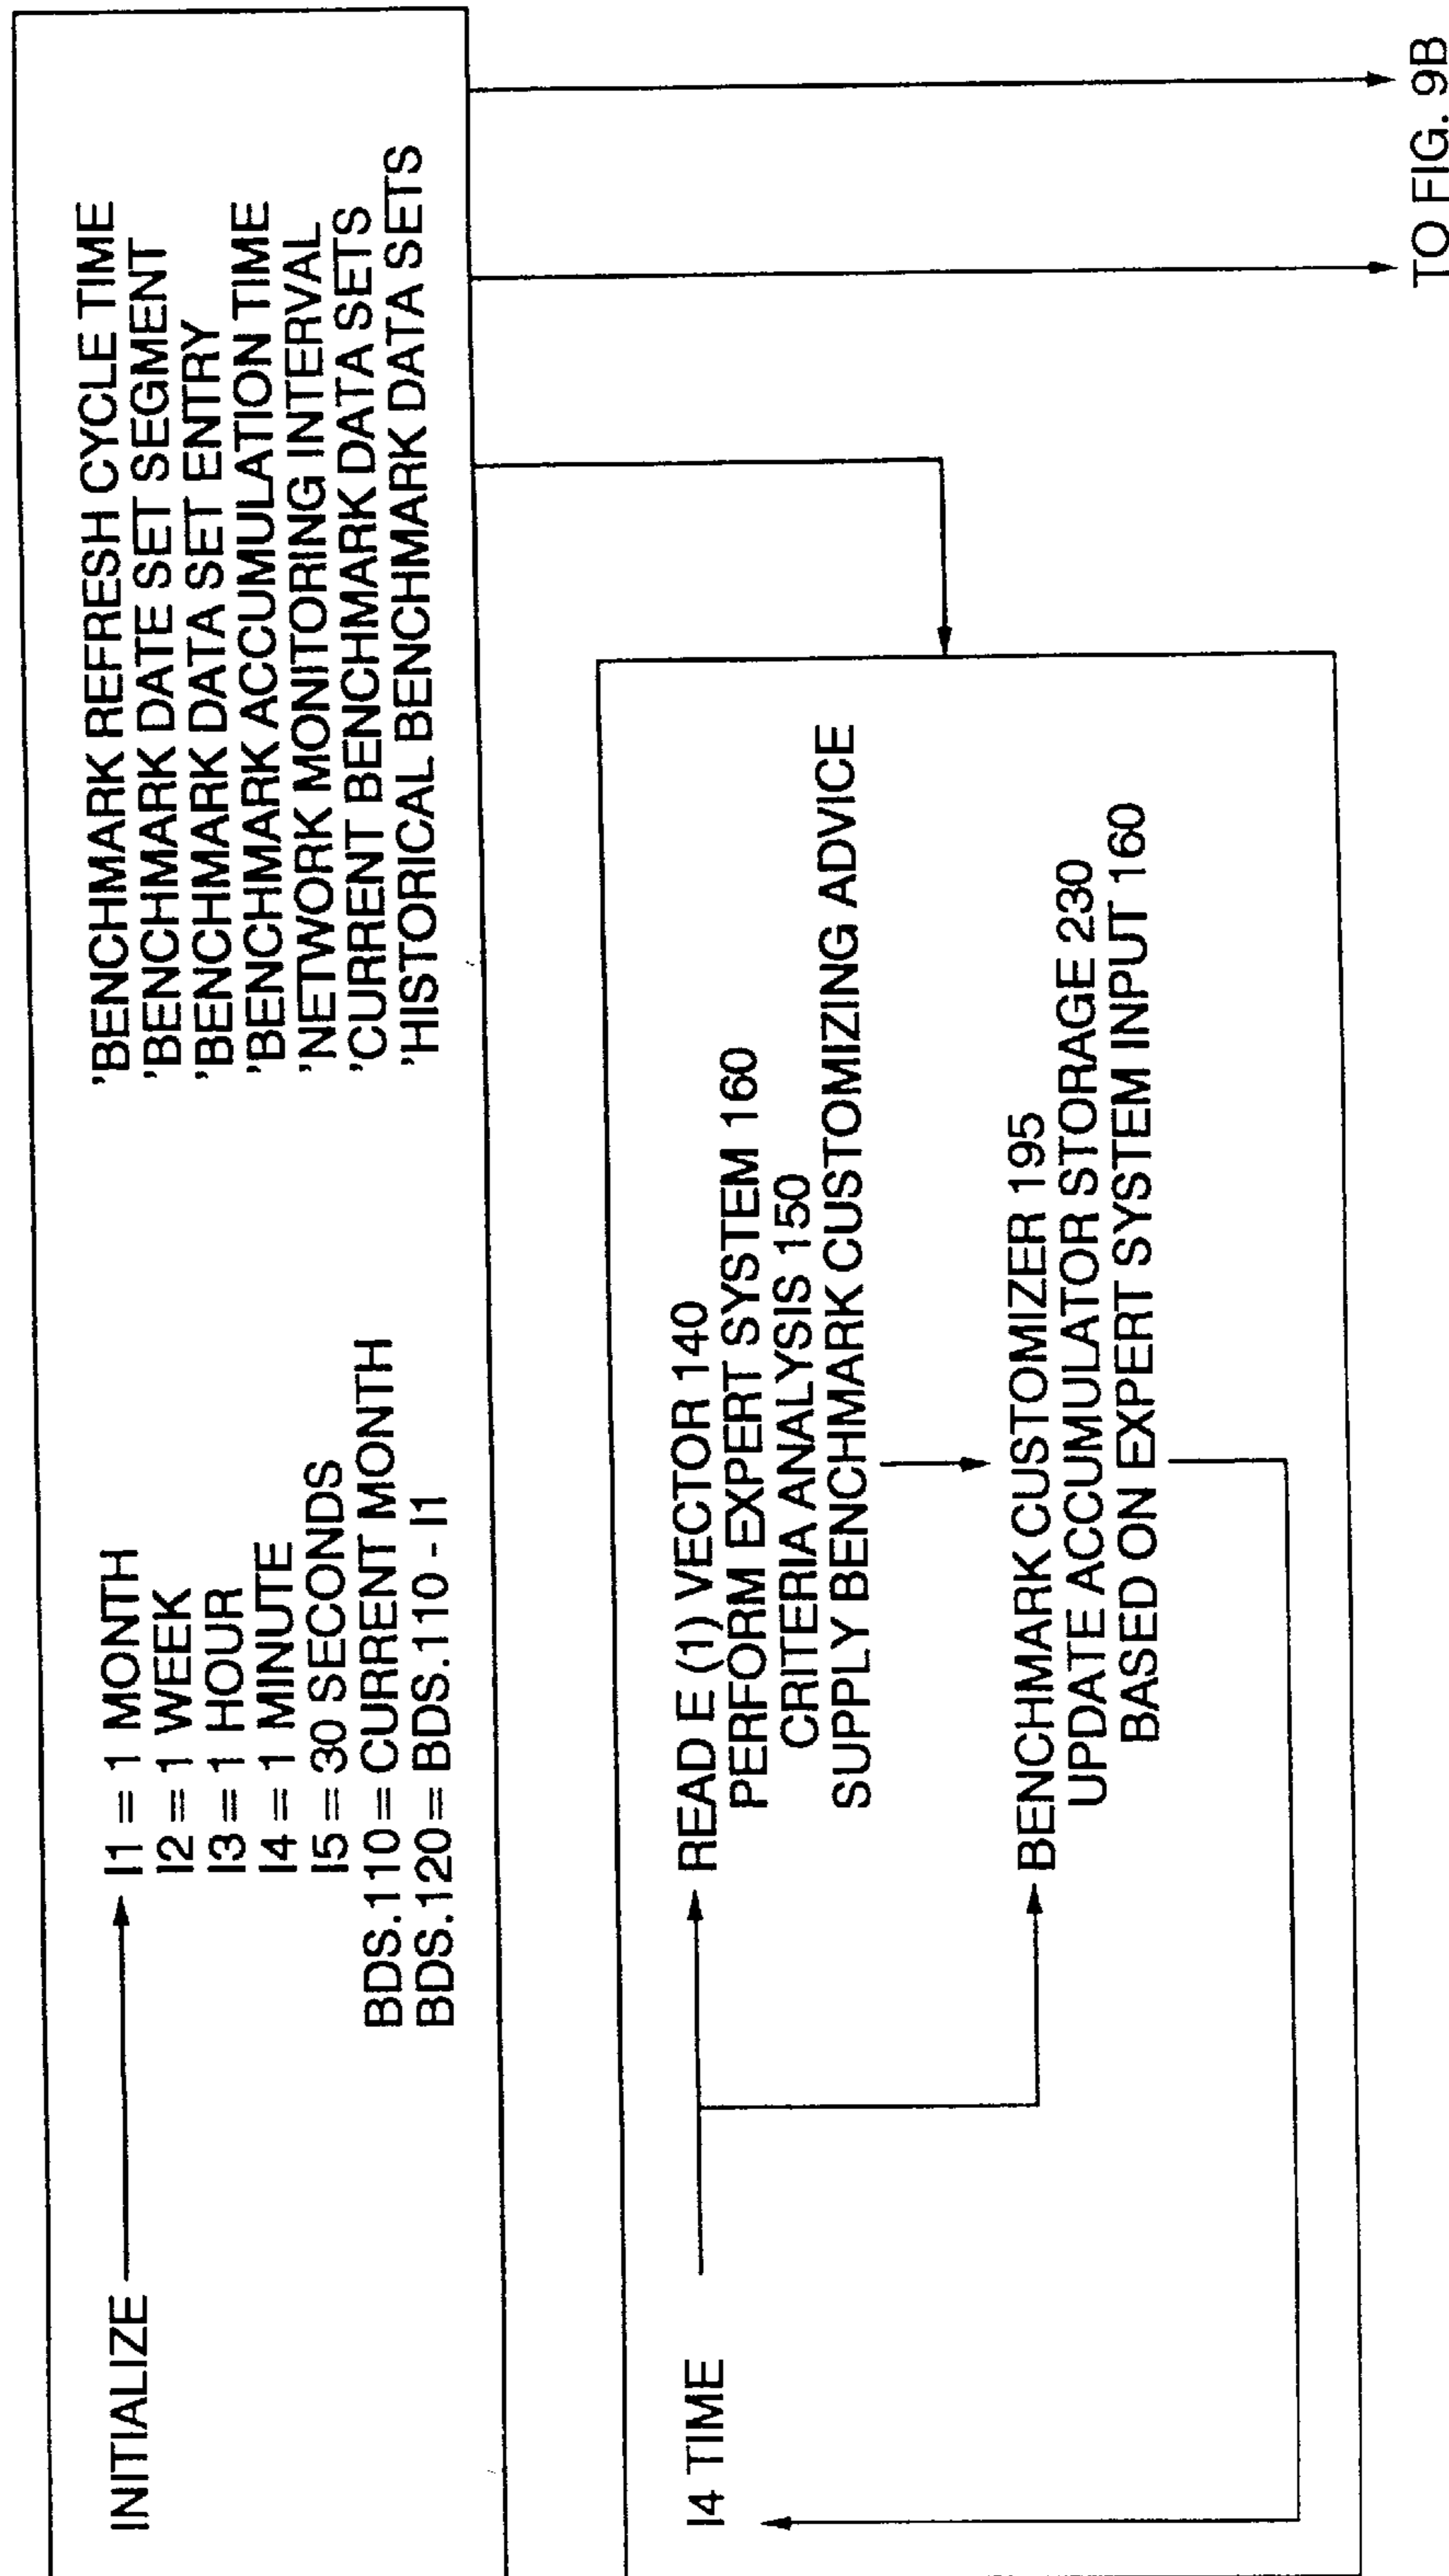 INITIALIZE
I1 = 1 MONTH 'BENCHMARK REFRESH CYCLE TIME
I2 = 1 WEEK 'BENCHMARK DATE SET SEGMENT
I3 = 1 HOUR 'BENCHMARK DATA SET ENTRY
I4 = 1 MINUTE 'BENCHMARK ACCUMULATION TIME
I5 = 30 SECONDS 'NETWORK MONITORING INTERVAL
BDS.110 = CURRENT MONTH 'CURRENT BENCHMARK DATA SETS
BDS.120 = BDS.110 - I1 'HISTORICAL BENCHMARK DATA SETS
I4 TIME
READ E (1) VECTOR 140
PERFORM EXPERT SYSTEM 160
CRITERIA ANALYSIS 150
SUPPLY BENCHMARK CUSTOMIZING ADVICE
BENCHMARK CUSTOMIZER 195
UPDATE ACCUMULATOR STORAGE 230
BASED ON EXPERT SYSTEM INPUT 160
TO FIG. 9B